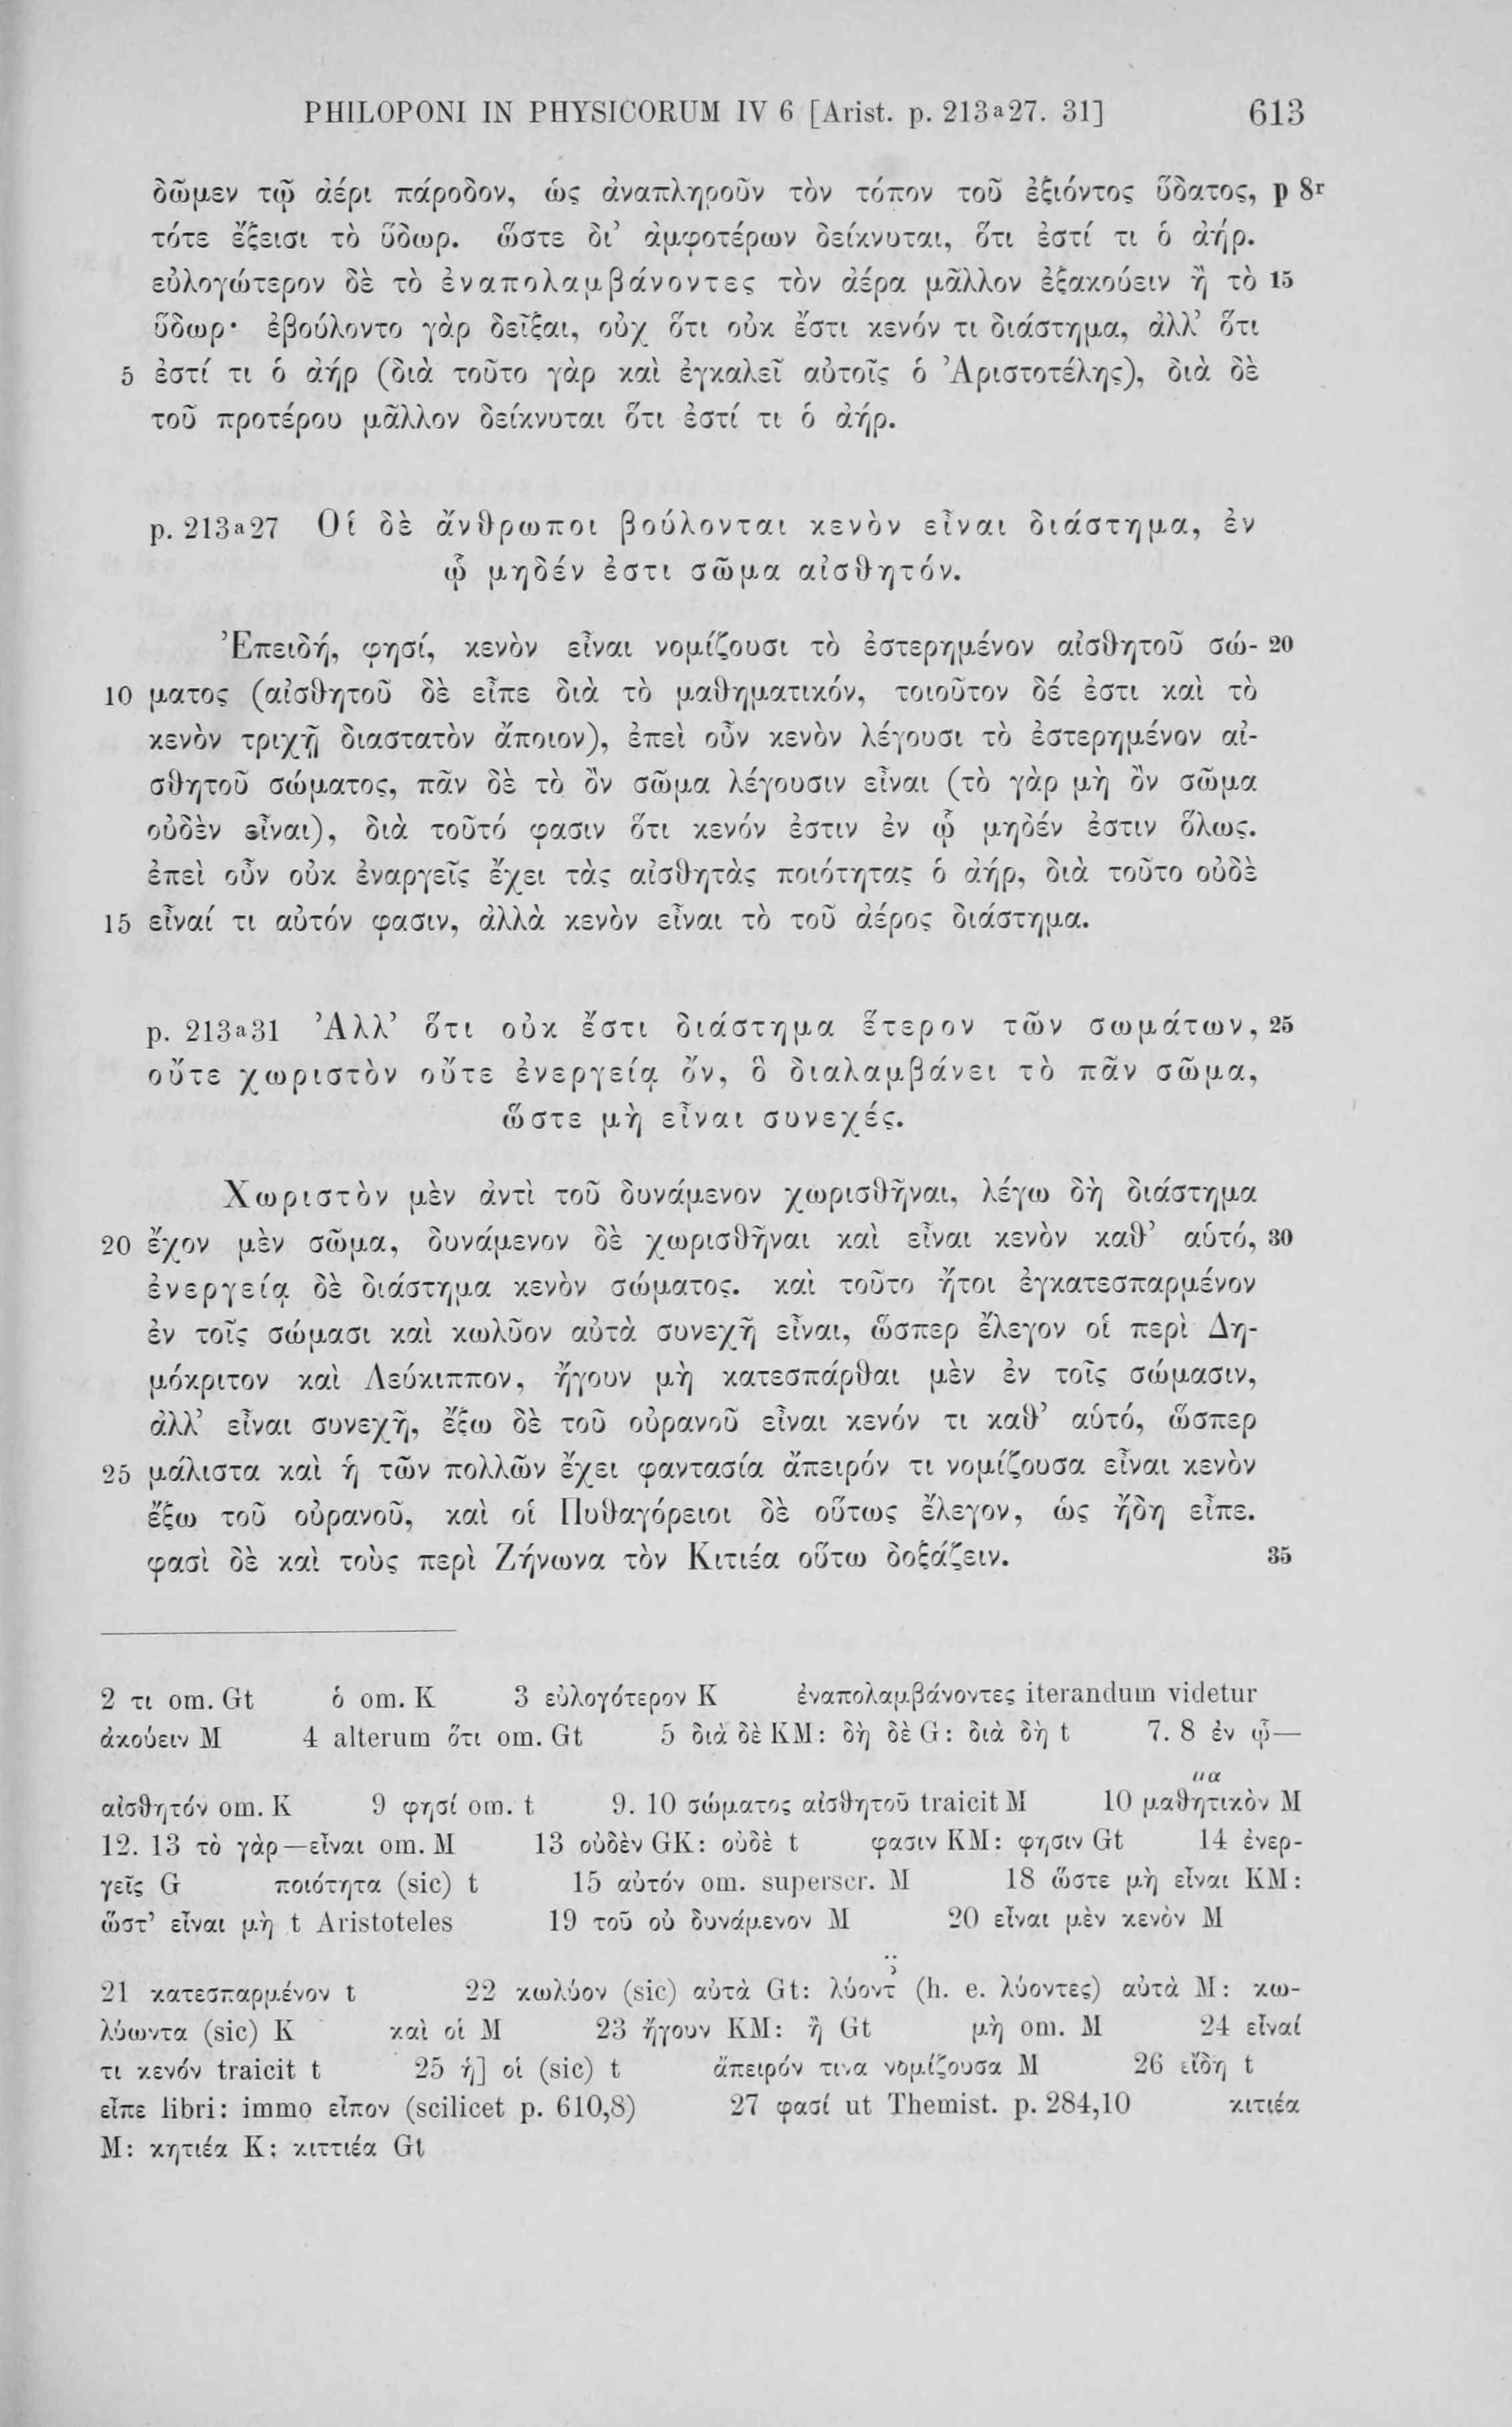 PHILOPONI IN PHYSICORUM IV 6 [Arist. p. 213ª27. 31] 613
δῶμεν τῷ ἀέρι πάροδον, ὡς ἀναπληροῦν τὸν τόπον τοῦ ἐξιόντος ὕδατος, p 8ʳ
τότε ἔξεισι τὸ ὕδωρ. ὥστε δι’ ἀμφοτέρων δείκνυται, ὅτι ἐστί τι ὁ ἀήρ.
εὐλογώτερον δὲ τὸ ἐναπολαμβάνοντες τὸν ἀέρα μᾶλλον ἐξακούειν ἢ τὸ 15
ὕδωρ· ἐβούλοντο γὰρ δεῖξαι, οὐχ ὅτι οὐκ ἔστι κενόν τι διάστημα, ἀλλ’ ὅτι
5 ἐστί τι ὁ ἀήρ (διὰ τοῦτο γὰρ καὶ ἐγκαλεῖ αὐτοῖς ὁ Ἀριστοτέλης), διὰ δὲ
τοῦ προτέρου μᾶλλον δείκνυται ὅτι ἐστί τι ὁ ἀήρ.
p. 213ª27 Οἱ δὲ ἄνθρωποι βούλονται κενὸν εἶναι διάστημα, ἐν
ᾧ μηδέν ἐστι σῶμα αἰσθητόν.
Ἐπειδή, φησί, κενὸν εἶναι νομίζουσι τὸ ἐστερημένον αἰσθητοῦ σώ- 20
10 ματος (αἰσθητοῦ δὲ εἶπε διὰ τὸ μαθηματικόν, τοιοῦτον δέ ἐστι καὶ τὸ
κενὸν τριχῇ διαστατὸν ἄποιον), ἐπεὶ οὖν κενὸν λέγουσι τὸ ἐστερημένον αἰ-
σθητοῦ σώματος, πᾶν δὲ τὸ ὂν σῶμα λέγουσιν εἶναι (τὸ γὰρ μὴ ὂν σῶμα
οὐδὲν εἶναι), διὰ τοῦτό φασιν ὅτι κενόν ἐστιν ἐν ᾧ μηδέν ἐστιν ὅλως.
ἐπεὶ οὖν οὐκ ἐναργεῖς ἔχει τὰς αἰσθητὰς ποιότητας ὁ ἀήρ, διὰ τοῦτο οὐδὲ
15 εἶναί τι αὐτόν φασιν, ἀλλὰ κενὸν εἶναι τὸ τοῦ ἀέρος διάστημα.
p. 213ª31 Ἀλλ’ ὅτι οὐκ ἔστι διάστημα ἕτερον τῶν σωμάτων, 25
οὔτε χωριστὸν οὔτε ἐνεργείᾳ ὄν, ὃ διαλαμβάνει τὸ πᾶν σῶμα,
ὥστε μὴ εἶναι συνεχές.
Χωριστὸν μὲν ἀντὶ τοῦ δυνάμενον χωρισθῆναι, λέγω δὴ διάστημα
20 ἔχον μὲν σῶμα, δυνάμενον δὲ χωρισθῆναι καὶ εἶναι κενὸν καθ’ αὑτό, 30
ἐνεργείᾳ δὲ διάστημα κενὸν σώματος. καὶ τοῦτο ἤτοι ἐγκατεσπαρμένον
ἐν τοῖς σώμασι καὶ κωλῦον αὐτὰ συνεχῆ εἶναι, ὥσπερ ἔλεγον οἱ περὶ Δη-
μόκριτον καὶ Λεύκιππον, ἤγουν μὴ κατεσπάρθαι μὲν ἐν τοῖς σώμασιν,
ἀλλ’ εἶναι συνεχῆ, ἔξω δὲ τοῦ οὐρανοῦ εἶναι κενόν τι καθ’ αὑτό, ὥσπερ
25 μάλιστα καὶ ἡ τῶν πολλῶν ἔχει φαντασία ἄπειρόν τι νομίζουσα εἶναι κενὸν
ἔξω τοῦ οὐρανοῦ, καὶ οἱ Πυθαγόρειοι δὲ οὕτως ἔλεγον, ὡς ἤδη εἶπε.
φασὶ δὲ καὶ τοὺς περὶ Ζήνωνα τὸν Κιτιέα οὕτω δοξάζειν. 35
2 τι om. Gt ὁ om. K 3 εὐλογότερον K ἐναπολαμβάνοντες iterandum videtur
ἀκούειν M 4 alterum ὅτι om. Gt 5 διὰ δὲ KM: δὴ δὲ G: διὰ δὴ t 7. 8 ἐν ᾧ—
αἰσθητόν om. K 9 φησί om. t 9. 10 σώματος αἰσθητοῦ traicit M 10 μαθητικὸν M
12. 13 τὸ γὰρ—εἶναι om. M 13 οὐδὲν GK: οὐδὲ t φασιν KM: φησιν Gt 14 ἐνερ-
γεῖς G ποιότητα (sic) t 15 αὐτόν om. superscr. M 18 ὥστε μὴ εἶναι KM:
ὥστ’ εἶναι μὴ t Aristoteles 19 τοῦ οὐ δυνάμενον M 20 εἶναι μὲν κενὸν M
21 κατεσπαρμένον t 22 κωλύον (sic) αὐτὰ Gt: λύοντ (h. e. λύοντες) αὐτὰ M: κω-
λύωντα (sic) K καὶ οἱ M 23 ἤγουν KM: ἢ Gt μὴ om. M 24 εἶναί
τι κενόν traicit t 25 ἡ] οἱ (sic) t ἄπειρόν τινα νομίζουσα M 26 εἴδη t
εἶπε libri: immo εἶπον (scilicet p. 610,8) 27 φασί ut Themist. p. 284,10 κιτιέα
M: κητιέα K: κιττιέα Gt